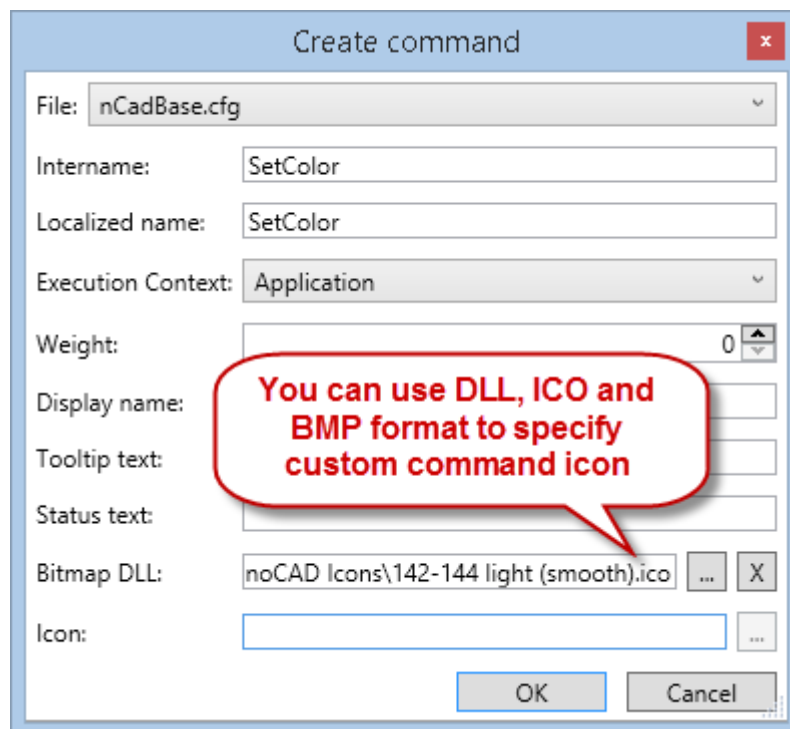 Create command
x
File: nCadBase.cfg
Intername: SetColor
Localized name: SetColor
Execution Context: Application
Weight: 0
You can use DLL, ICO and
BMP format to specify
custom command icon
Display name:
Tooltip text:
Status text:
Bitmap DLL: noCAD Icons\142-144 light (smooth).ico ... X
Icon: ...
OK Cancel